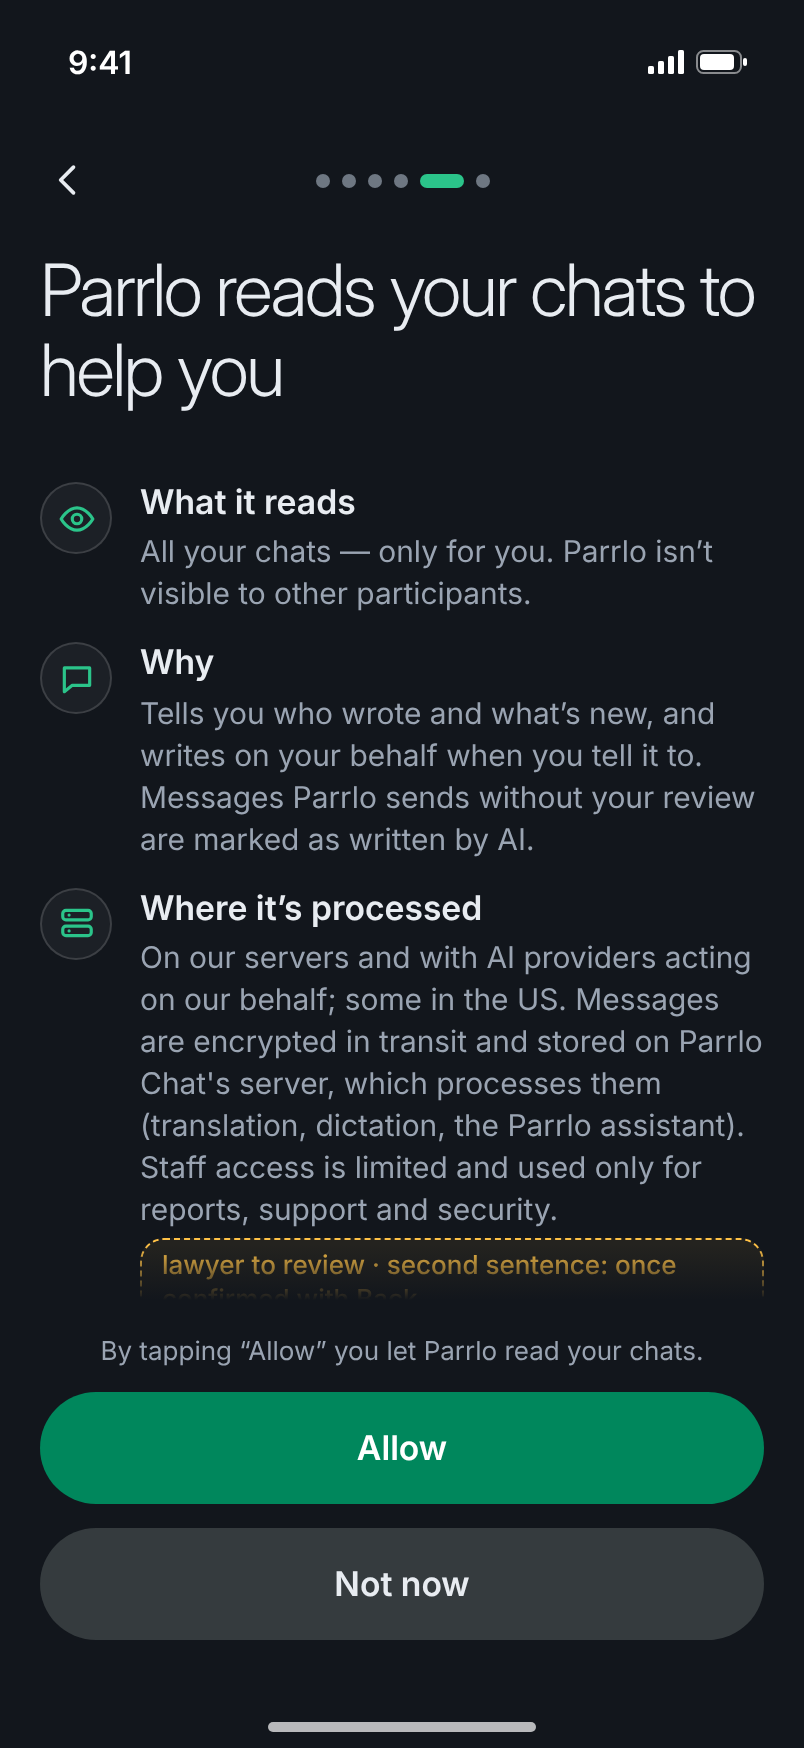 9:41
Parrlo reads your chats to
help you
What it reads
All your chats — only for you. Parrlo isn’t
visible to other participants.
Why
Tells you who wrote and what’s new, and
writes on your behalf when you tell it to.
Messages Parrlo sends without your review
are marked as written by AI.
Where it’s processed
On our servers and with AI providers acting
on our behalf; some in the US. Messages
are encrypted in transit and stored on Parrlo
Chat's server, which processes them
(translation, dictation, the Parrlo assistant).
Staff access is limited and used only for
reports, support and security.
lawyer to review · second sentence: once
confirmed with
By tapping “Allow” you let Parrlo read your chats.
Allow
Not now